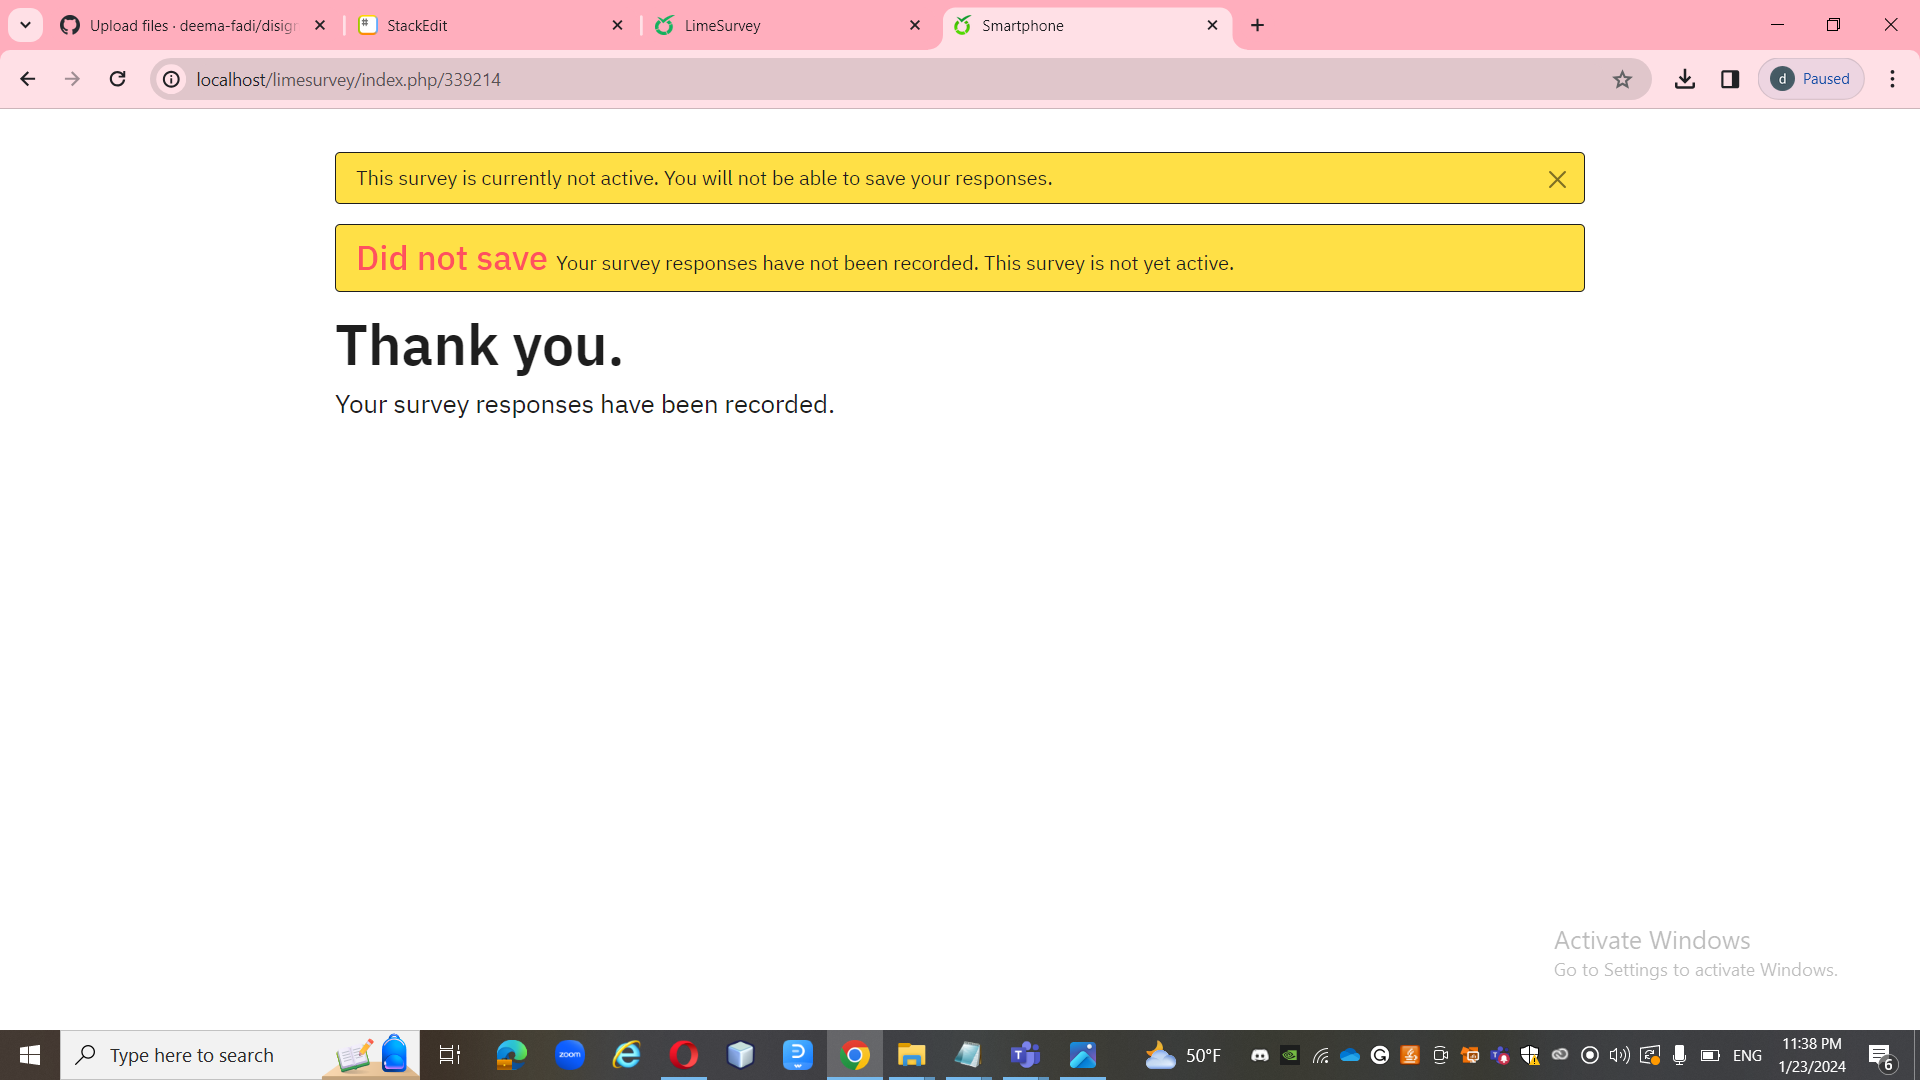 Upload files · deema-fadi/disign
StackEdit
LimeSurvey
Smartphone
localhost/limesurvey/index.php/339214
d
Paused
This survey is currently not active. You will not be able to save your responses.
Did not save Your survey responses have not been recorded. This survey is not yet active.
Thank you.
Your survey responses have been recorded.
Activate Windows
Go to Settings to activate Windows.
Type here to search
zoom
50°F
ENG
11:38 PM
1/23/2024
6